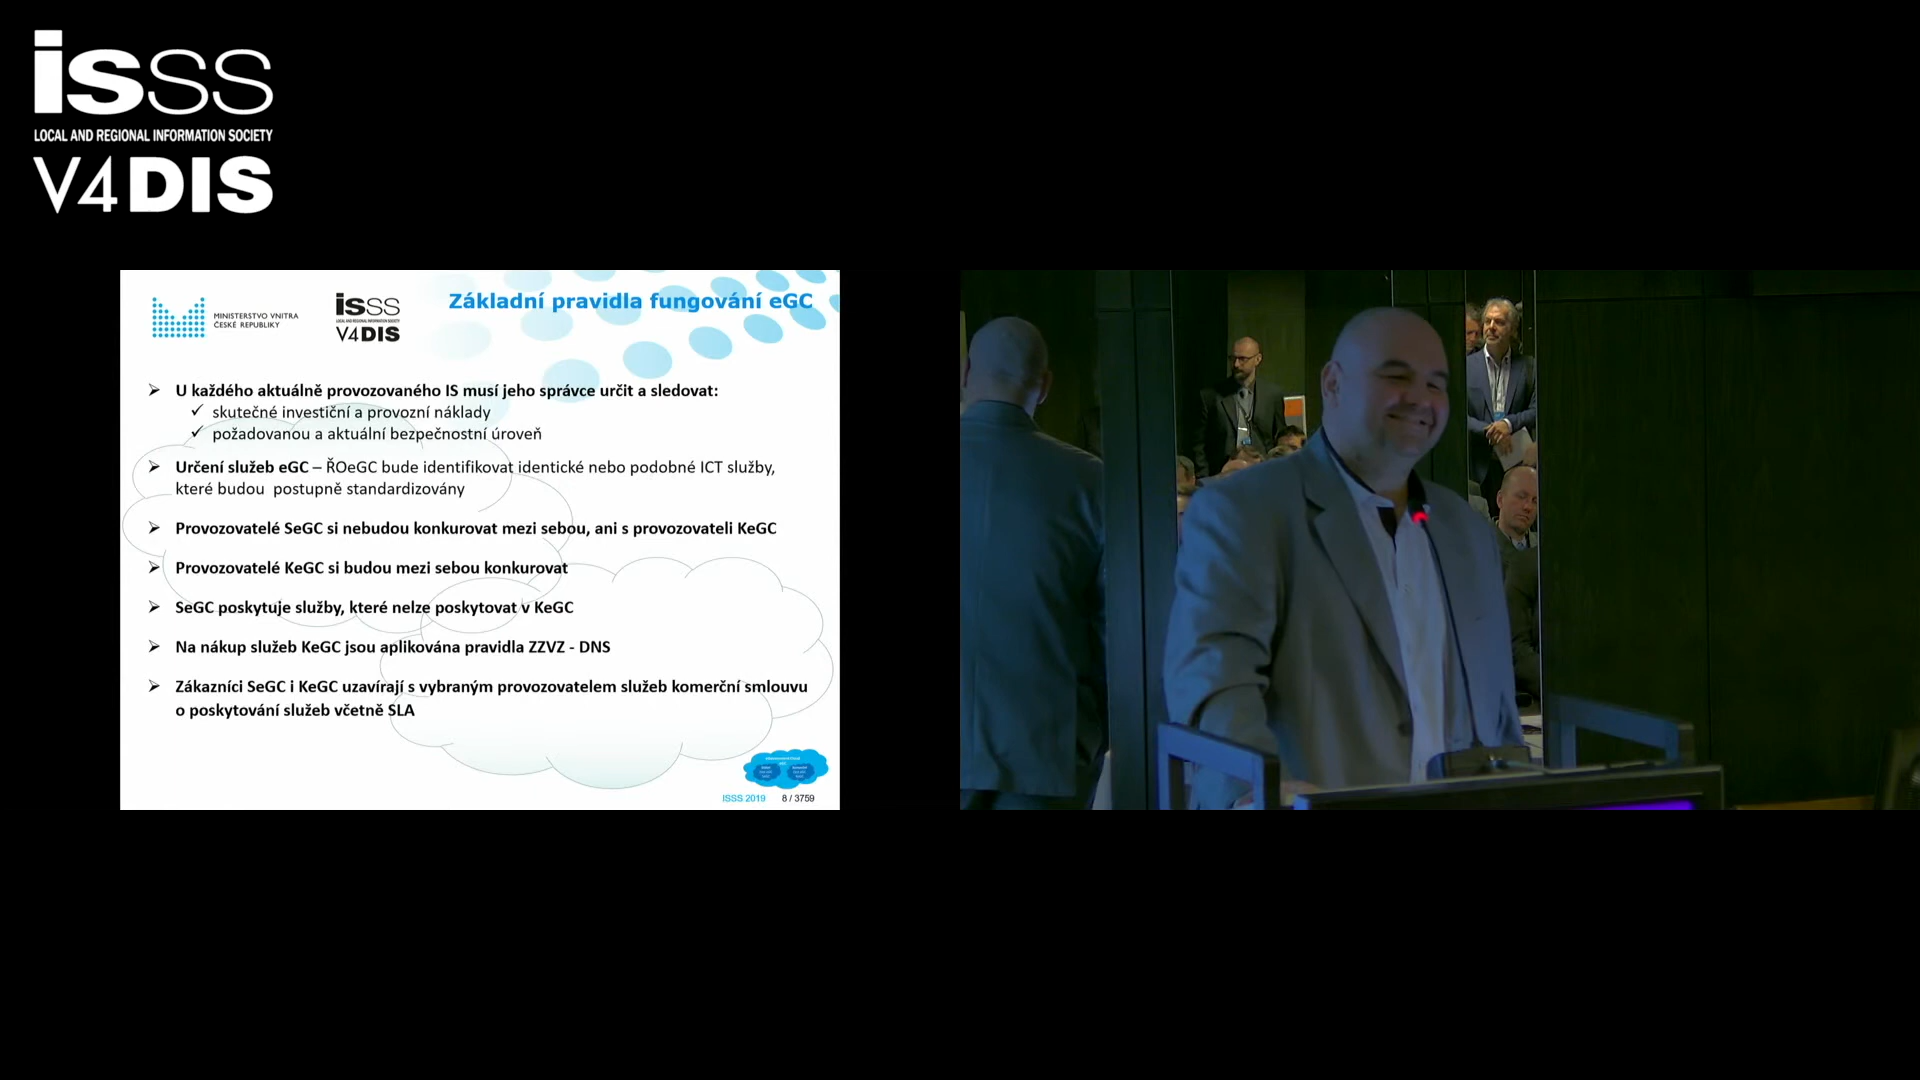 isss
LOCAL AND REGIONAL INFORMATION SOCIETY
V4DIS
MINISTERSTVO VNITRA
ČESKÉ REPUBLIKY
isss
LOCAL AND REGIONAL INFORMATION SOCIETY
V4DIS
Základní pravidla fungování eGC
U každého aktuálně provozovaného IS musí jeho správce určit a sledovat:
skutečné investiční a provozní náklady
požadovanou a aktuální bezpečnostní úroveň
Určení služeb eGC – ŘOeGC bude identifikovat identické nebo podobné ICT služby,
které budou postupně standardizovány
Provozovatelé SeGC si nebudou konkurovat mezi sebou, ani s provozovateli KeGC
Provozovatelé KeGC si budou mezi sebou konkurovat
SeGC poskytuje služby, které nelze poskytovat v KeGC
Na nákup služeb KeGC jsou aplikována pravidla ZZVZ - DNS
Zákazníci SeGC i KeGC uzavírají s vybraným provozovatelem služeb komerční smlouvu
o poskytování služeb včetně SLA
ISSS 2019 8 / 3759